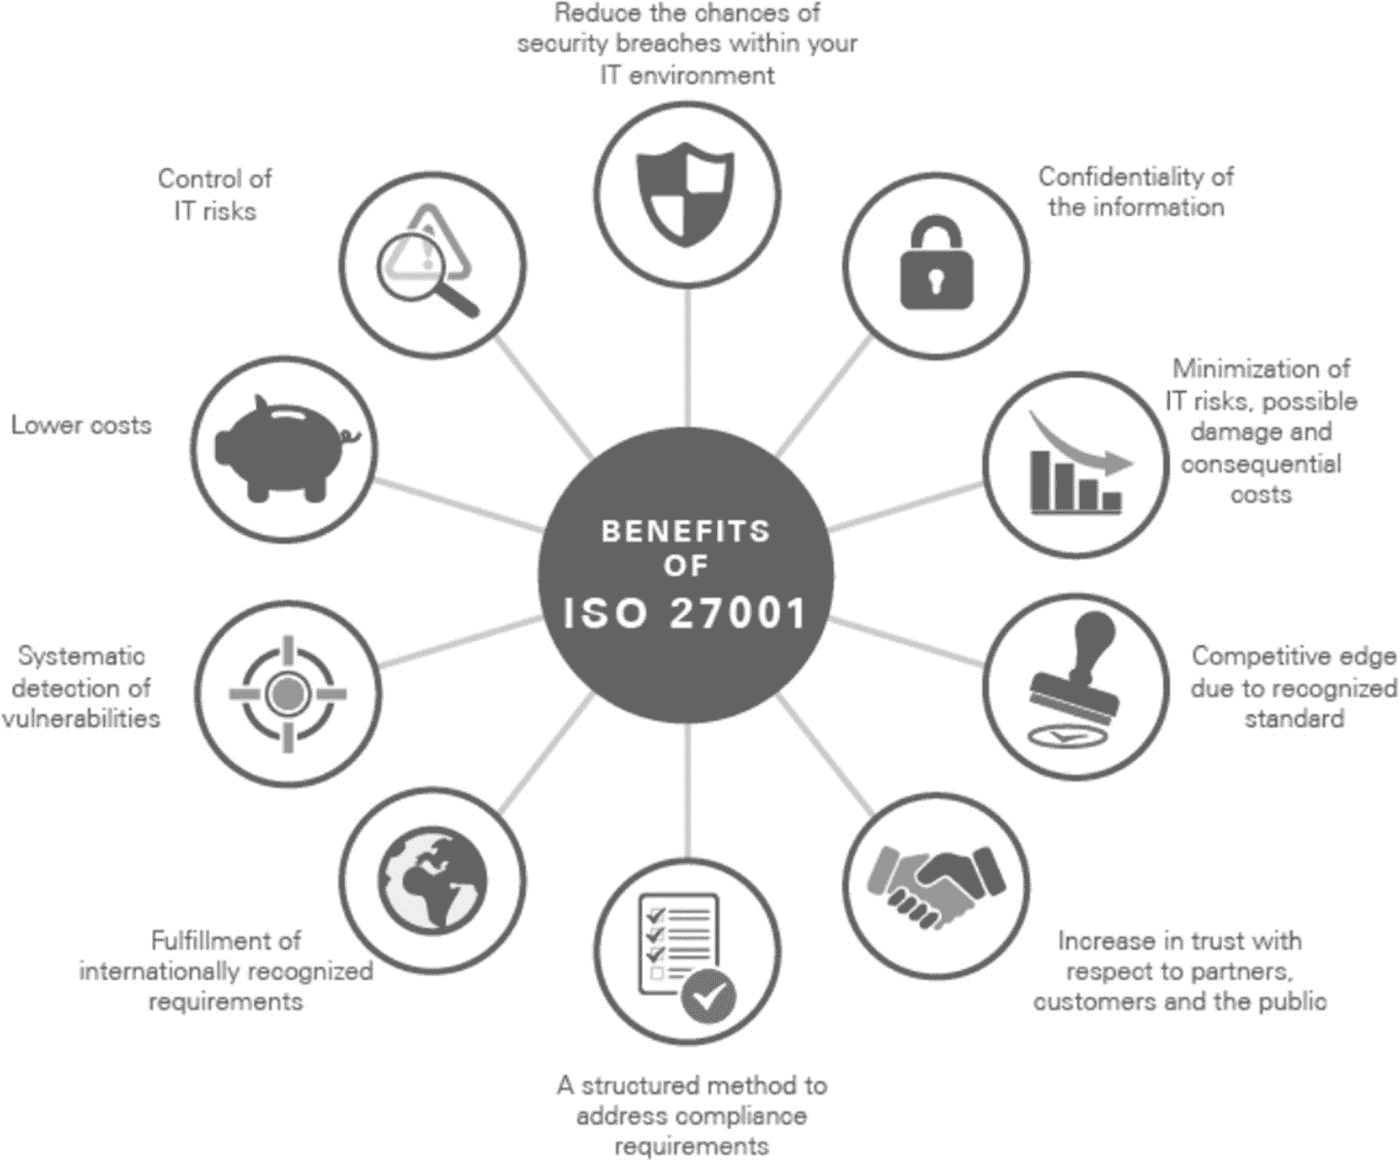 Reduce the chances of
security breaches within your
IT environment
Control of
IT risks
Confidentiality of
the information
Lower costs
Minimization of
IT risks, possible
damage and
consequential
costs
BENEFITS
OF
ISO 27001
Systematic
detection of
vulnerabilities
Competitive edge
due to recognized
standard
Fulfillment of
internationally recognized
requirements
Increase in trust with
respect to partners,
customers and the public
A structured method to
address compliance
requirements